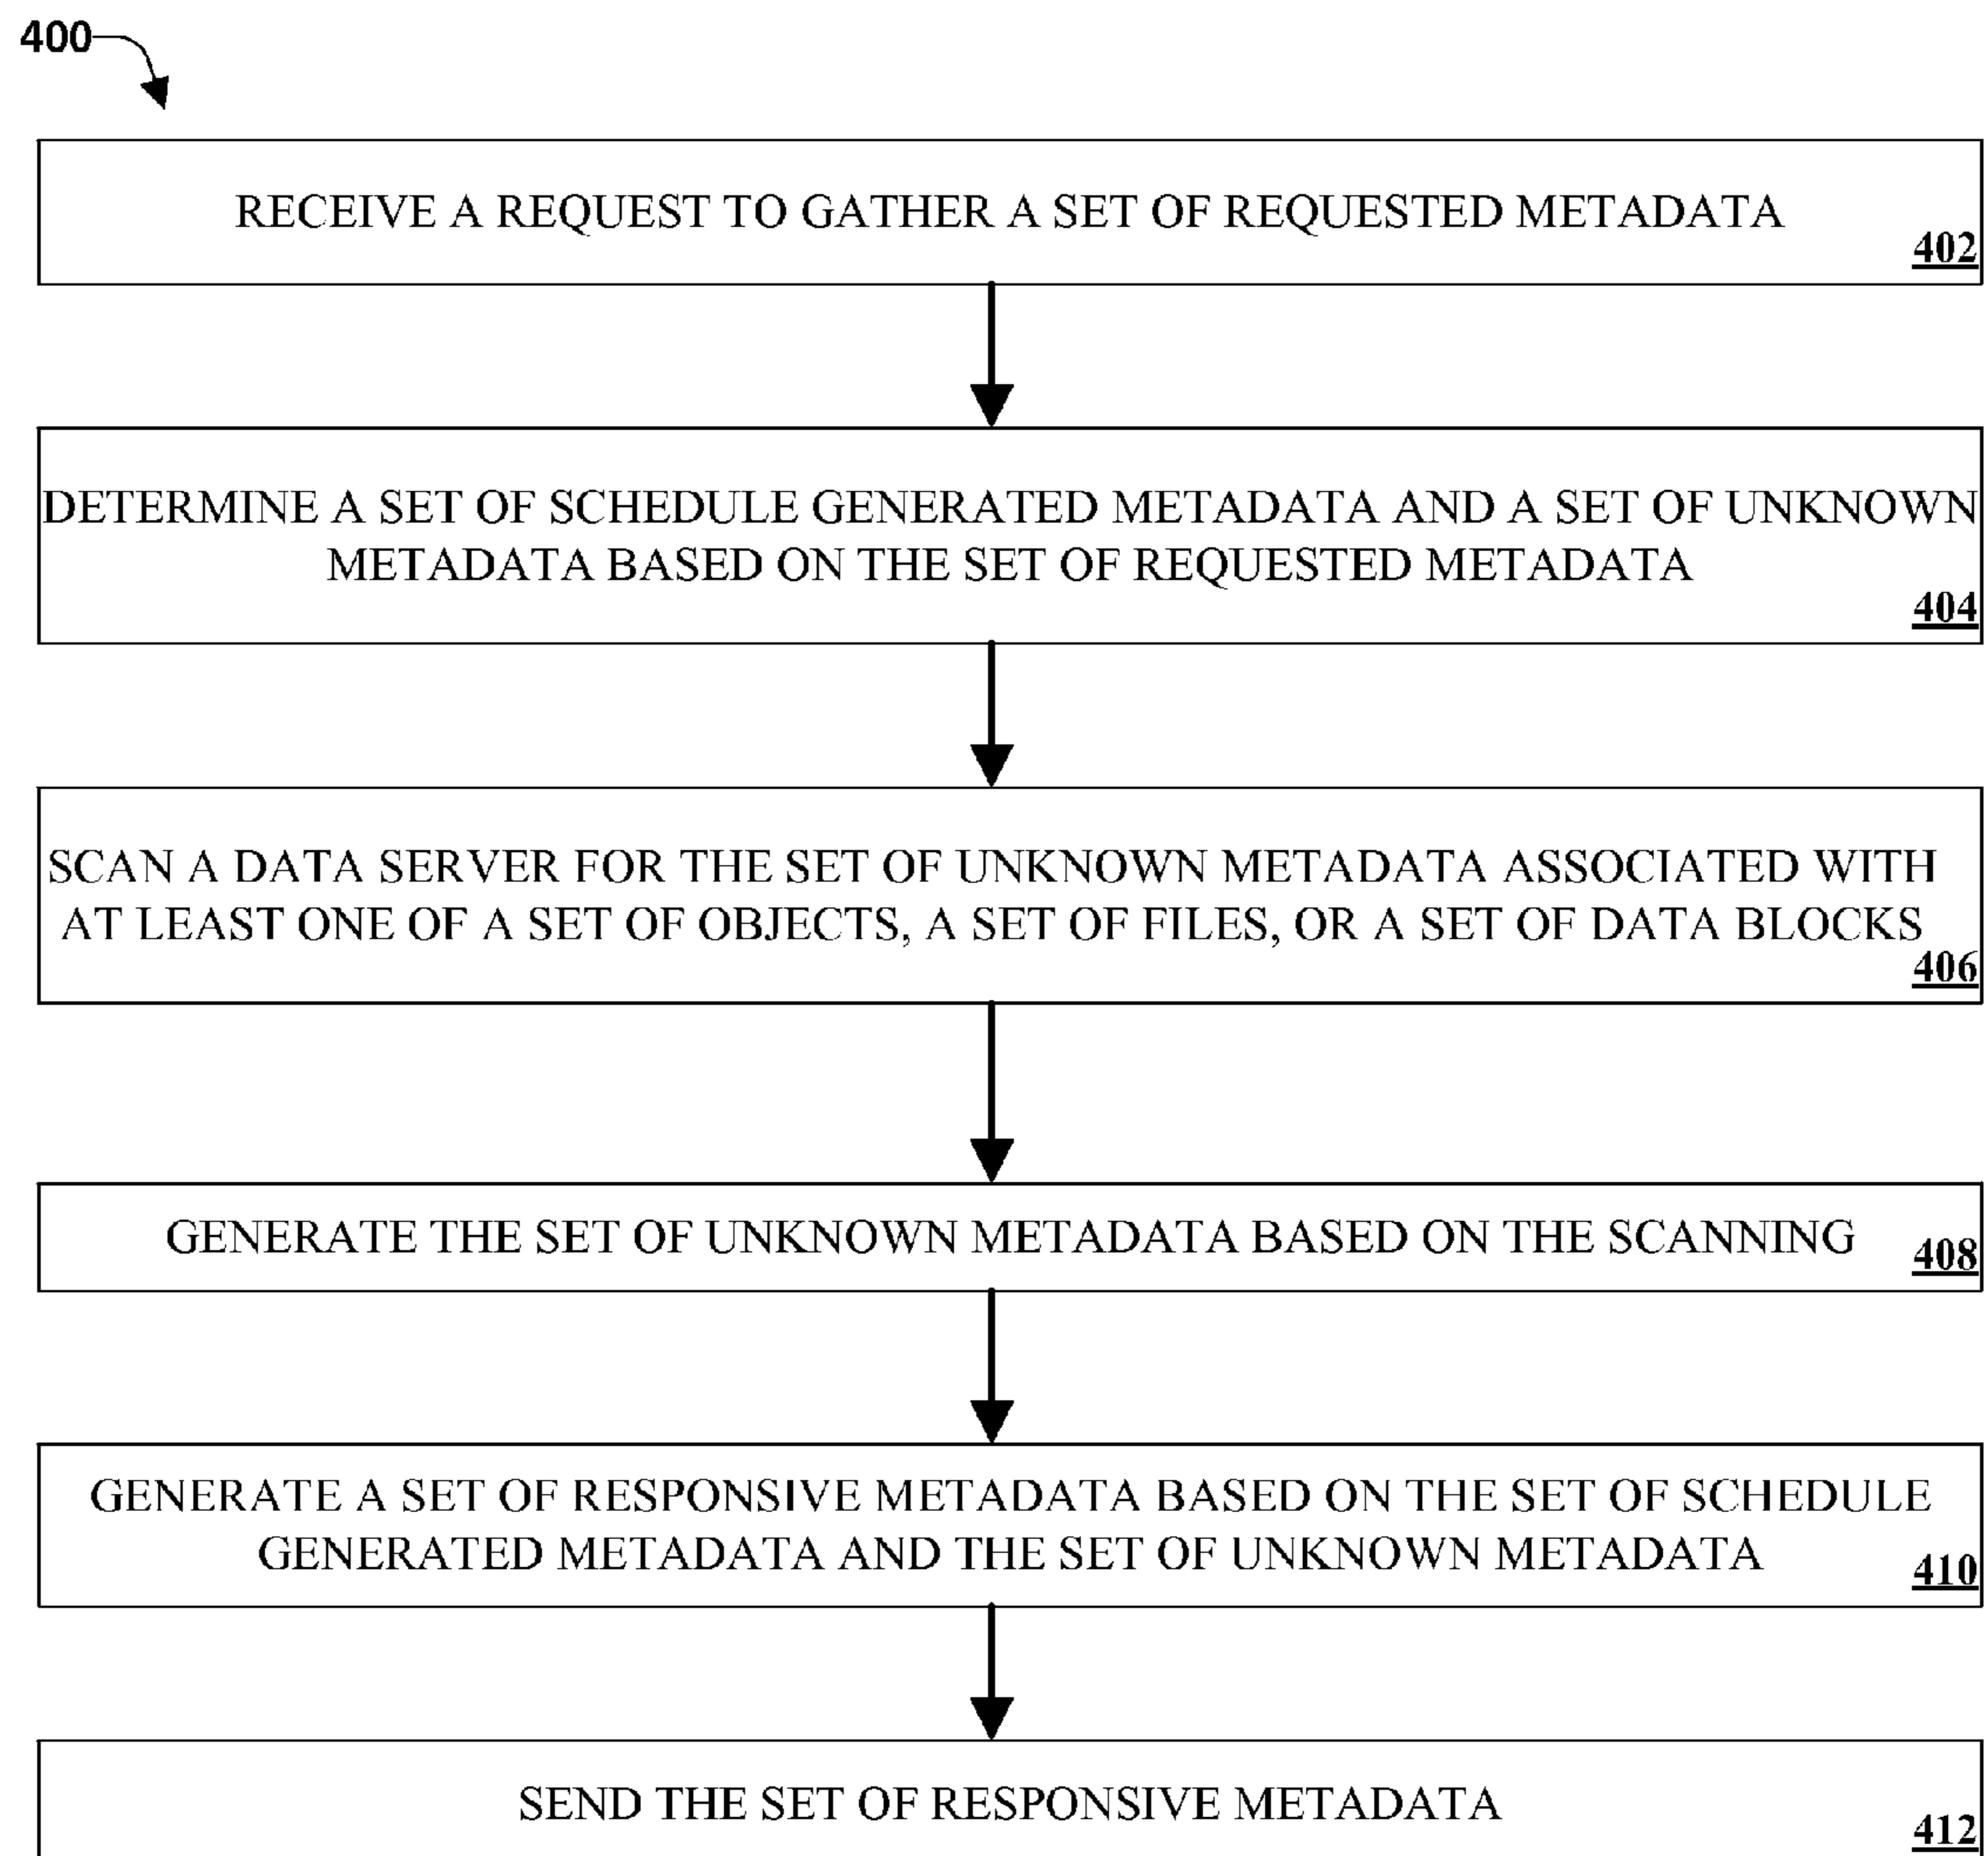 400
RECEIVE A REQUEST TO GATHER A SET OF REQUESTED METADATA
402
DETERMINE A SET OF SCHEDULE GENERATED METADATA AND A SET OF UNKNOWN
METADATA BASED ON THE SET OF REQUESTED METADATA
404
SCAN A DATA SERVER FOR THE SET OF UNKNOWN METADATA ASSOCIATED WITH
AT LEAST ONE OF A SET OF OBJECTS, A SET OF FILES, OR A SET OF DATA BLOCKS
406
GENERATE THE SET OF UNKNOWN METADATA BASED ON THE SCANNING
408
GENERATE A SET OF RESPONSIVE METADATA BASED ON THE SET OF SCHEDULE
GENERATED METADATA AND THE SET OF UNKNOWN METADATA
410
SEND THE SET OF RESPONSIVE METADATA
412